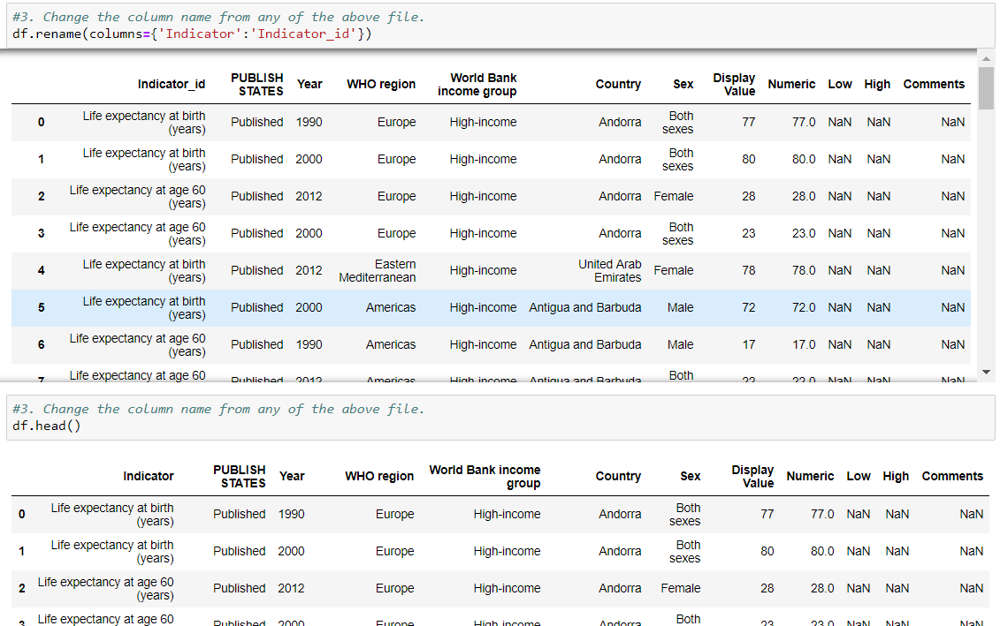 #3. Change the column name from any of the above file.
df.rename(columns={'Indicator':'Indicator_id'})
Indicator_id PUBLISH STATES Year WHO region World Bank income group Country Sex Display Value Numeric Low High Comments
0 Life expectancy at birth (years) Published 1990 Europe High-income Andorra Both sexes 77 77.0 NaN NaN NaN
1 Life expectancy at birth (years) Published 2000 Europe High-income Andorra Both sexes 80 80.0 NaN NaN NaN
2 Life expectancy at age 60 (years) Published 2012 Europe High-income Andorra Female 28 28.0 NaN NaN NaN
3 Life expectancy at age 60 (years) Published 2000 Europe High-income Andorra Both sexes 23 23.0 NaN NaN NaN
4 Life expectancy at birth (years) Published 2012 Eastern Mediterranean High-income United Arab Emirates Female 78 78.0 NaN NaN NaN
5 Life expectancy at birth (years) Published 2000 Americas High-income Antigua and Barbuda Male 72 72.0 NaN NaN NaN
6 Life expectancy at age 60 (years) Published 1990 Americas High-income Antigua and Barbuda Male 17 17.0 NaN NaN NaN
7 Life expectancy at age 60 Published 2012 Americas High-income Antigua and Barbuda Both 22 22.0 NaN NaN NaN
#3. Change the column name from any of the above file.
df.head()
Indicator PUBLISH STATES Year WHO region World Bank income group Country Sex Display Value Numeric Low High Comments
0 Life expectancy at birth (years) Published 1990 Europe High-income Andorra Both sexes 77 77.0 NaN NaN NaN
1 Life expectancy at birth (years) Published 2000 Europe High-income Andorra Both sexes 80 80.0 NaN NaN NaN
2 Life expectancy at age 60 (years) Published 2012 Europe High-income Andorra Female 28 28.0 NaN NaN NaN
3 Life expectancy at age 60 Published 2000 Europe High-income Andorra Both 23 23.0 NaN NaN NaN